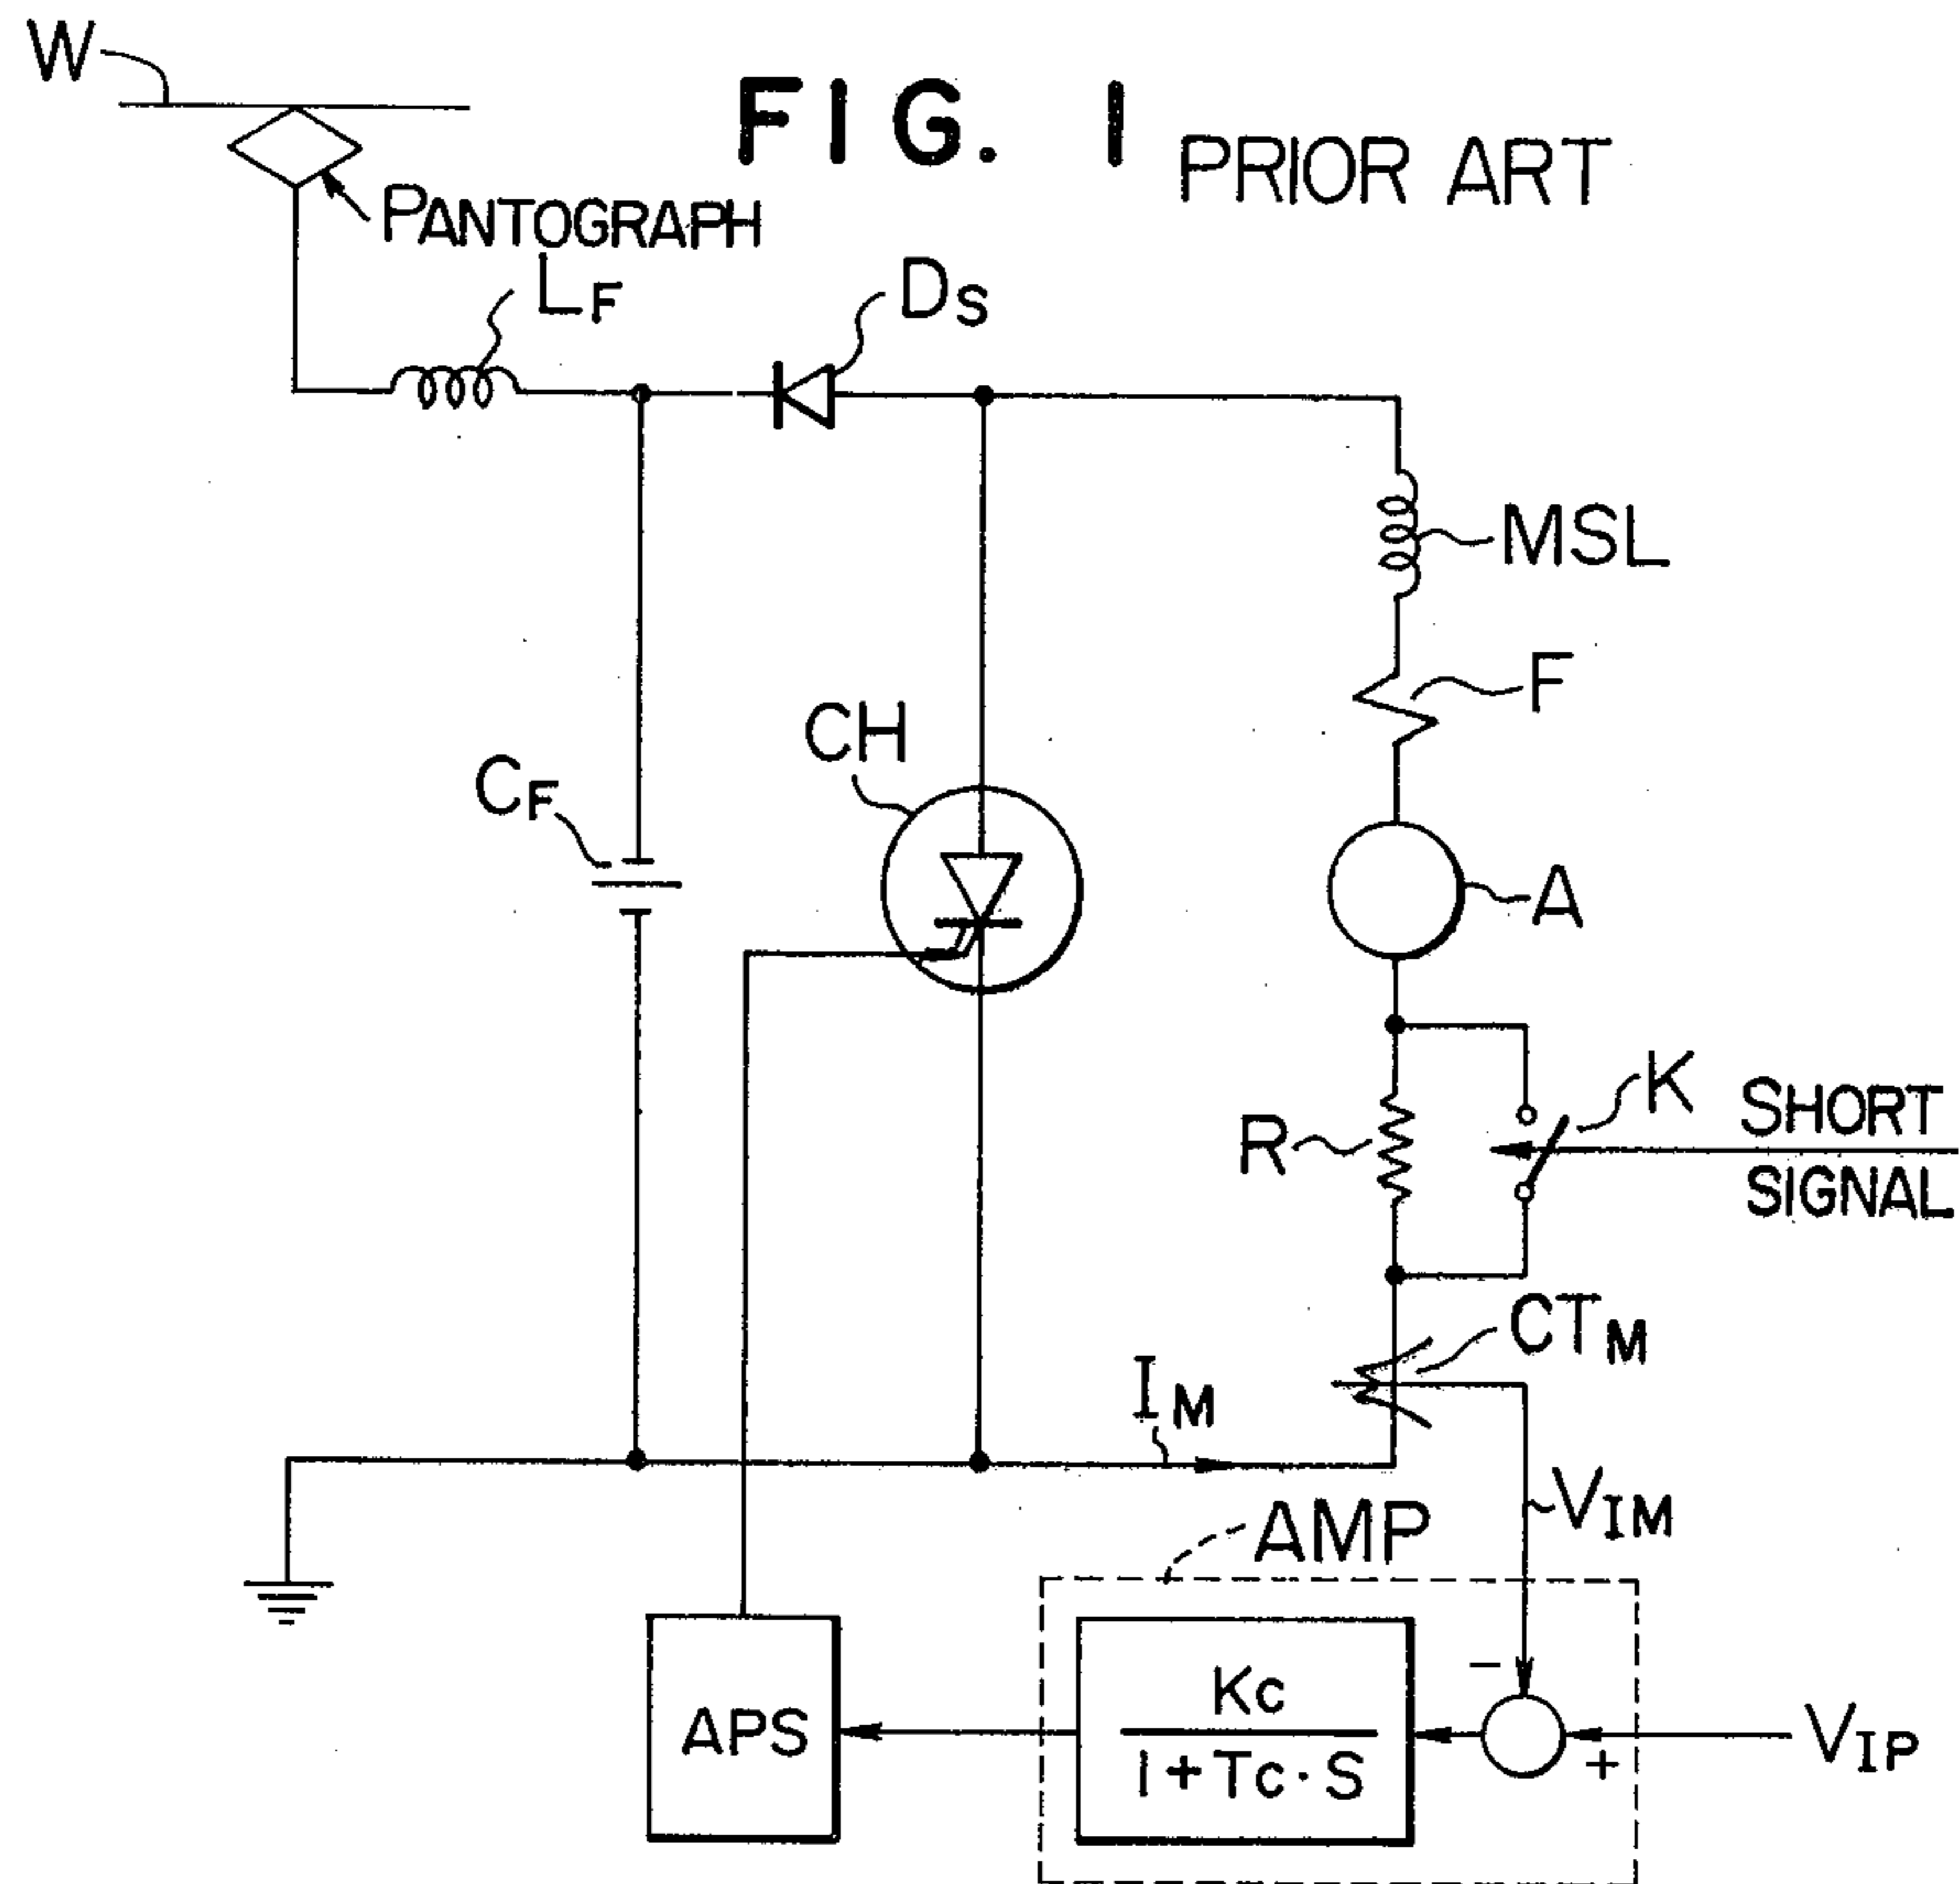 W
FIG. 1
PRIOR ART
PANTOGRAPH
LF
DS
MSL
F
CH
CF
A
K
SHORT
SIGNAL
R
CTM
IM
VIM
AMP
APS
Kc
1+Tc·S
-
+
VIP